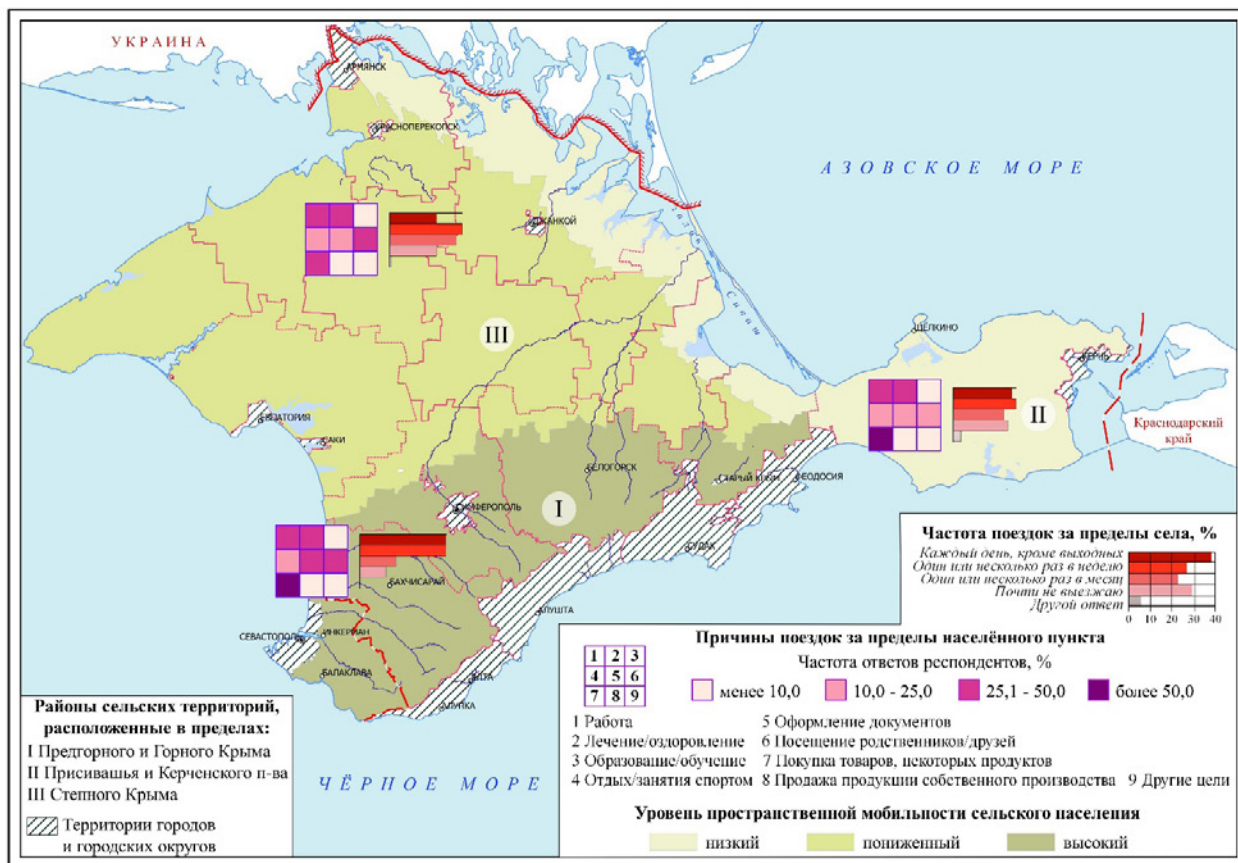 УКРАИНА
АРМЯНСК
КРАСНОПЕРЕКОПСК
АЗОВСКОЕ МОРЕ
ДЖАНКОЙ
Сиваш
III
ЩЁЛКИНО
КЕРЧЬ
II
Краснодарский
край
ЕВПАТОРИЯ
САКИ
БЕЛОГОРСК
СТАРЫЙ КРЫМ
ФЕОДОСИЯ
СИМФЕРОПОЛЬ
I
СУДАК
БАХЧИСАРАЙ
АЛУШТА
СЕВАСТОПОЛЬ
ИНКЕРМАН
БАЛАКЛАВА
ЯЛТА
АЛУПКА
ЧЁРНОЕ МОРЕ
Районы сельских территорий,
расположенные в пределах:
I Предгорного и Горного Крыма
II Присивашья и Керченского п-ва
III Степного Крыма
Территории городов
и городских округов
Частота поездок за пределы села, %
Каждый день, кроме выходных
Один или несколько раз в неделю
Один или несколько раз в месяц
Почти не выезжаю
Другой ответ
0 10 20 30 40
Причины поездок за пределы населённого пункта
Частота ответов респондентов, %
1 2 3
4 5 6
7 8 9
менее 10,0 10,0 - 25,0 25,1 - 50,0 более 50,0
1 Работа 5 Оформление документов
2 Лечение/оздоровление 6 Посещение родственников/друзей
3 Образование/обучение 7 Покупка товаров, некоторых продуктов
4 Отдых/занятия спортом 8 Продажа продукции собственного производства 9 Другие цели
Уровень пространственной мобильности сельского населения
низкий пониженный высокий